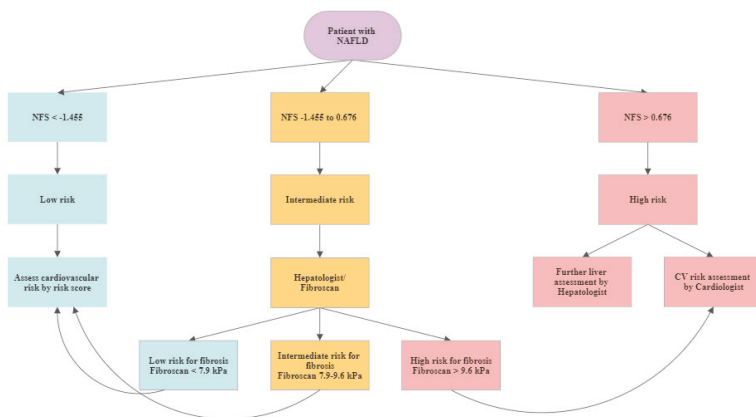 Patient with
NAFLD
NFS < -1.455
NFS -1.455 to 0.676
NFS > 0.676
Low risk
Intermediate risk
High risk
Assess cardiovascular
risk by risk score
Hepatologist/
Fibroscan
Further liver
assessment by
Hepatologist
CV risk assessment
by Cardiologist
Low risk for fibrosis
Fibroscan < 7.9 kPa
Intermediate risk for
fibrosis
Fibroscan 7.9-9.6 kPa
High risk for fibrosis
Fibroscan > 9.6 kPa